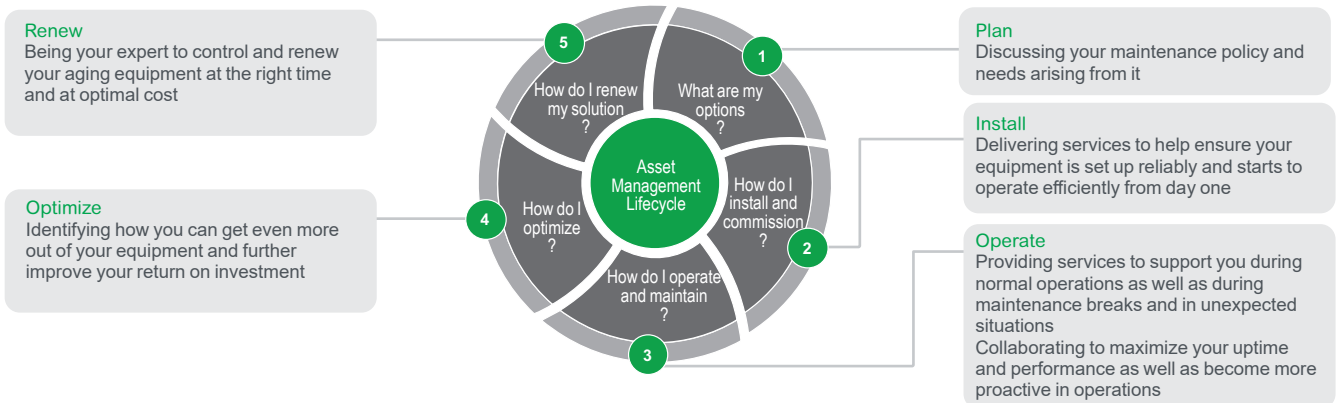 Renew
Being your expert to control and renew
your aging equipment at the right time
and at optimal cost
Optimize
Identifying how you can get even more
out of your equipment and further
improve your return on investment
5
How do I renew
my solution
?
1
What are my
options
?
Asset
Management
Lifecycle
How do I
install and
commission
?
2
4
How do I
optimize
?
How do I operate
and maintain
?
3
Plan
Discussing your maintenance policy and
needs arising from it
Install
Delivering services to help ensure your
equipment is set up reliably and starts to
operate efficiently from day one
Operate
Providing services to support you during
normal operations as well as during
maintenance breaks and in unexpected
situations
Collaborating to maximize your uptime
and performance as well as become more
proactive in operations